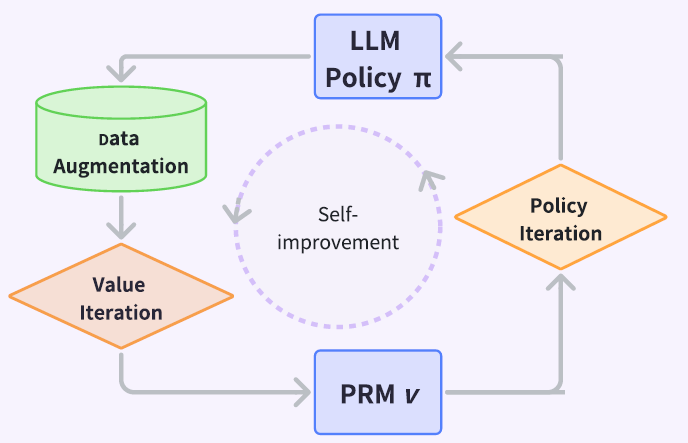 LLM
Policy π
Data
Augmentation
Self-
improvement
Policy
Iteration
Value
Iteration
PRM v